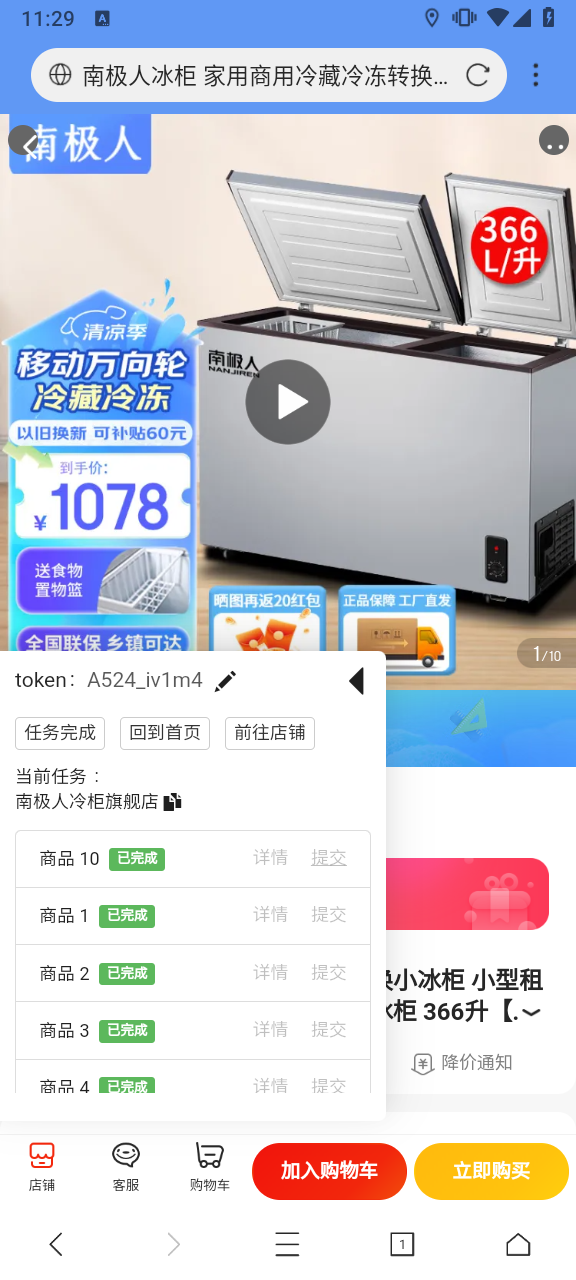 11:29
A
南极人冰柜 家用商用冷藏冷冻转换...
南极人
366
L/升
清凉季
移动万向轮
冷藏冷冻
以旧换新 可补贴60元
到手价:
¥1078
南极人
NANJIREN
送食物
置物篮
晒图再返20红包
正品保障 工厂直发
全国联保 乡镇可达
1/10
token: A524_iv1m4
任务完成
回到首页
前往店铺
当前任务：
南极人冷柜旗舰店
商品 10 已完成 详情 提交
商品 1 已完成 详情 提交
商品 2 已完成 详情 提交
商品 3 已完成 详情 提交
商品 4 已完成 详情 提交
换小冰柜 小型租
冰柜 366升【.
降价通知
店铺
客服
购物车
加入购物车
立即购买
1